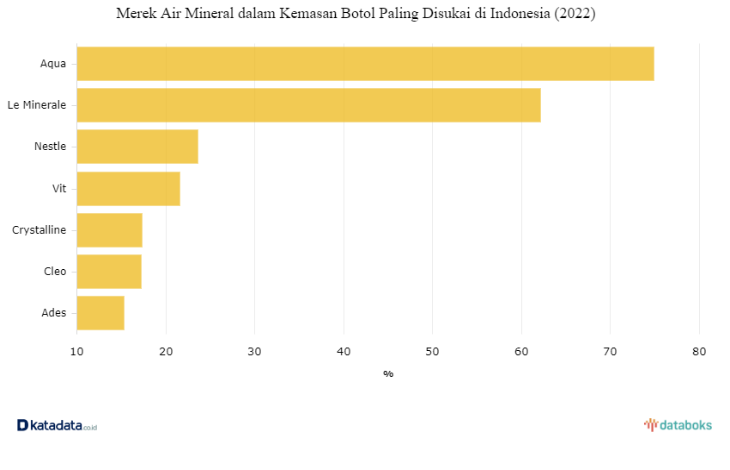 Merek Air Mineral dalam Kemasan Botol Paling Disukai di Indonesia (2022)
Aqua
Le Minerale
Nestle
Vit
Crystalline
Cleo
Ades
10 20 30 40 50 60 70 80
%
katadata.co.id
databoks